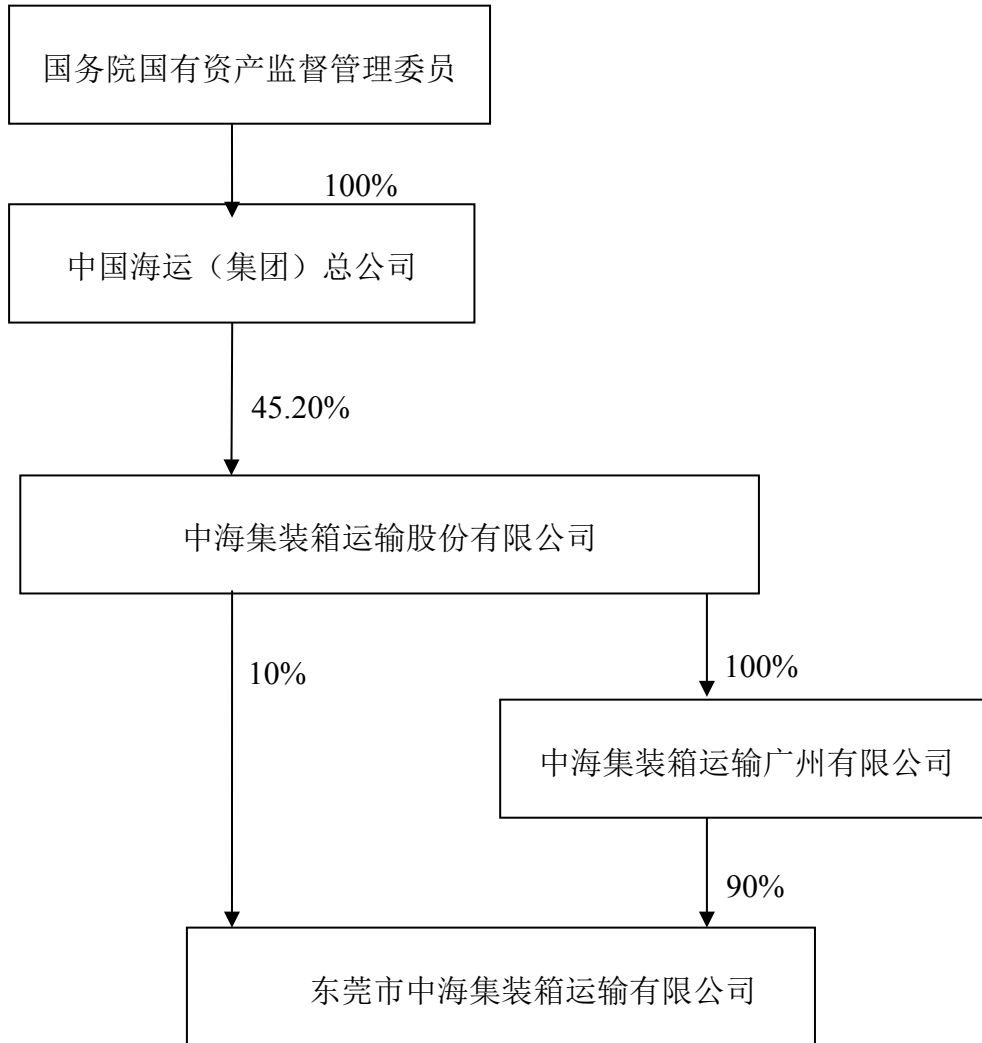 国务院国有资产监督管理委员
100%
中国海运（集团）总公司
45.20%
中海集装箱运输股份有限公司
10%
100%
中海集装箱运输广州有限公司
90%
东莞市中海集装箱运输有限公司